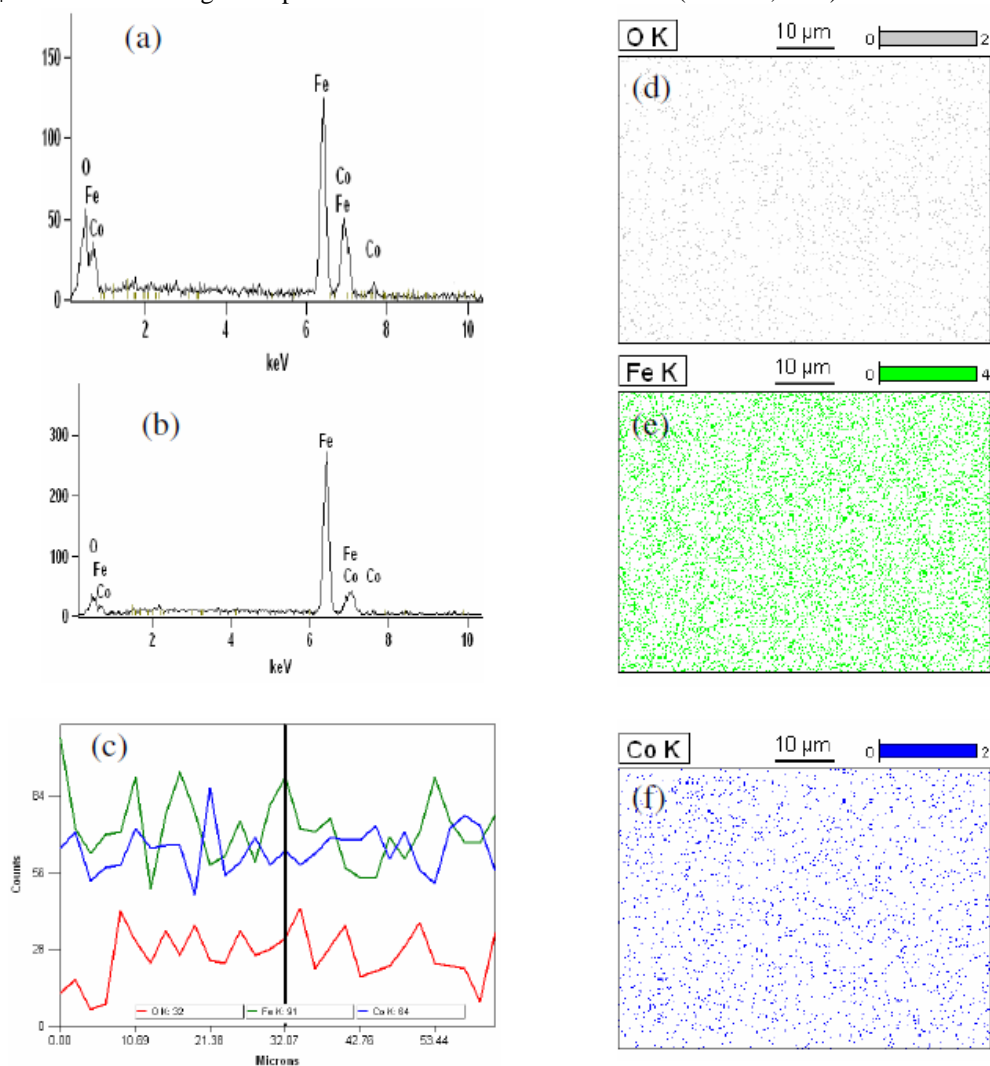 (a)
150
100
50
0
O
Fe
Co
Fe
Co
Fe
Co
2
4
6
8
10
keV
(b)
300
200
100
0
O
Fe
Co
Fe
Fe
Co Co
2
4
6
8
10
keV
(c)
84
56
28
0
Counts
O K: 32
Fe K: 91
Co K: 64
0.00 10.69 21.38 32.07 42.76 53.44
Microns
O K 10 µm 0 2
(d)
Fe K 10 µm 0 4
(e)
Co K 10 µm 0 2
(f)